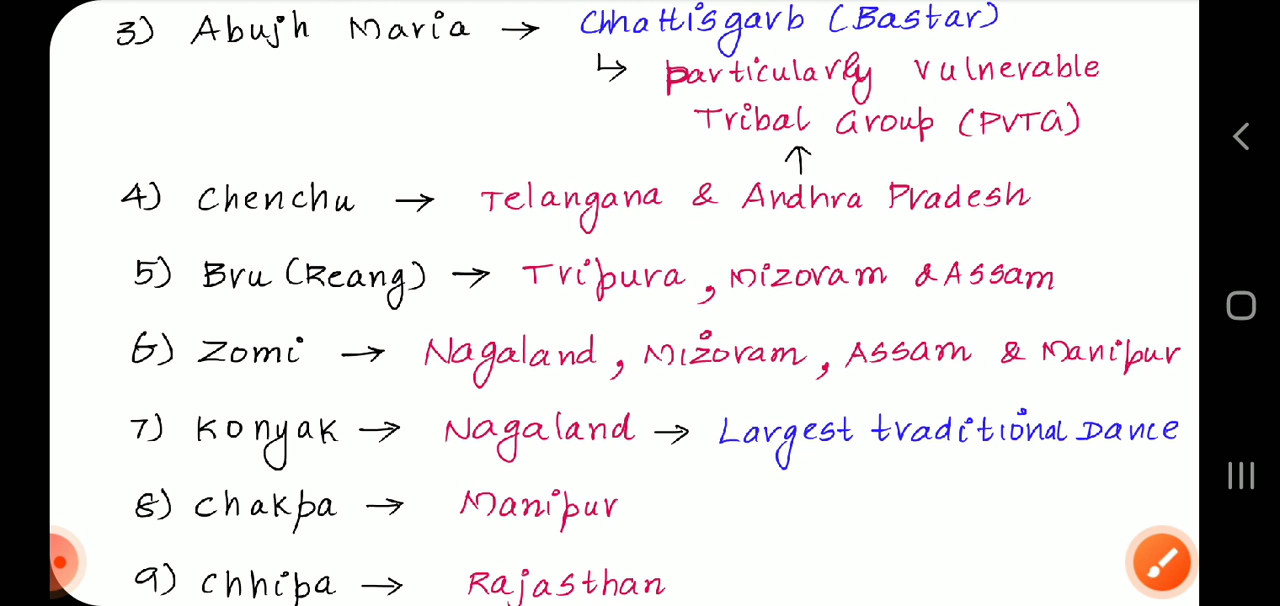 3) Abujh Maria → Chhattisgarh (Bastar)
↳ particularly vulnerable
Tribal Group (PVTG)
↑
4) Chenchu → Telangana & Andhra Pradesh
5) Bru (Reang) → Tripura, Mizoram & Assam
6) Zomi → Nagaland, Mizoram, Assam & Manipur
7) Konyak → Nagaland → Largest traditional Dance
8) Chakpa → Manipur
9) Chhipa → Rajasthan